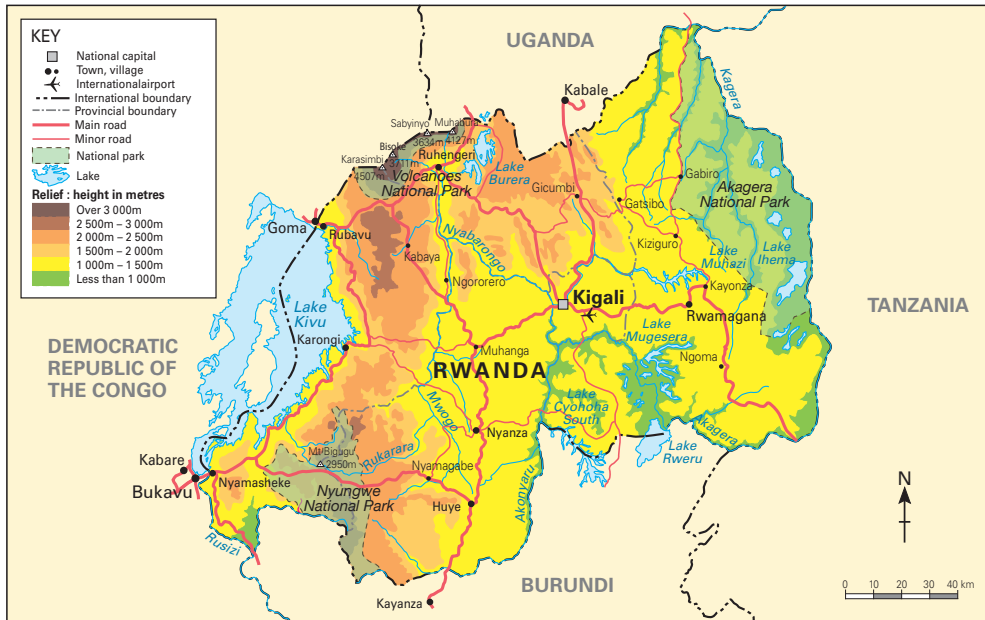 KEY
National capital
Town, village
Internationalairport
International boundary
Provincial boundary
Main road
Minor road
National park
Lake
Relief : height in metres
Over 3 000m
2 500m – 3 000m
2 000m – 2 500m
1 500m – 2 000m
1 000m – 1 500m
Less than 1 000m
UGANDA
Kabale
Kagera
Sabyinyo
3634m
Muhabura
4127m
Bisoke
3711m
Karasimbi
4507m
Ruhengeri
Volcanoes
National Park
Lake
Burera
Gicumbi
Gabiro
Gatsibo
Akagera
National Park
Goma
Rubavu
Kabaya
Nyabarongo
Kiziguro
Lake
Muhazi
Lake
Ihema
Ngororero
Kigali
Kayonza
Rwamagana
TANZANIA
Lake
Kivu
Karongi
DEMOCRATIC
REPUBLIC OF
THE CONGO
Muhanga
RWANDA
Lake
Mugesera
Ngoma
Lake
Cyohoha
South
Mwogo
Nyanza
Akagera
Lake
Rweru
Mt Bigugu
2950m
Rukarara
Kabare
Bukavu
Nyamasheke
Nyamagabe
Nyungwe
National Park
Huye
Akonyaru
N
Rusizi
BURUNDI
Kayanza
0 10 20 30 40 km